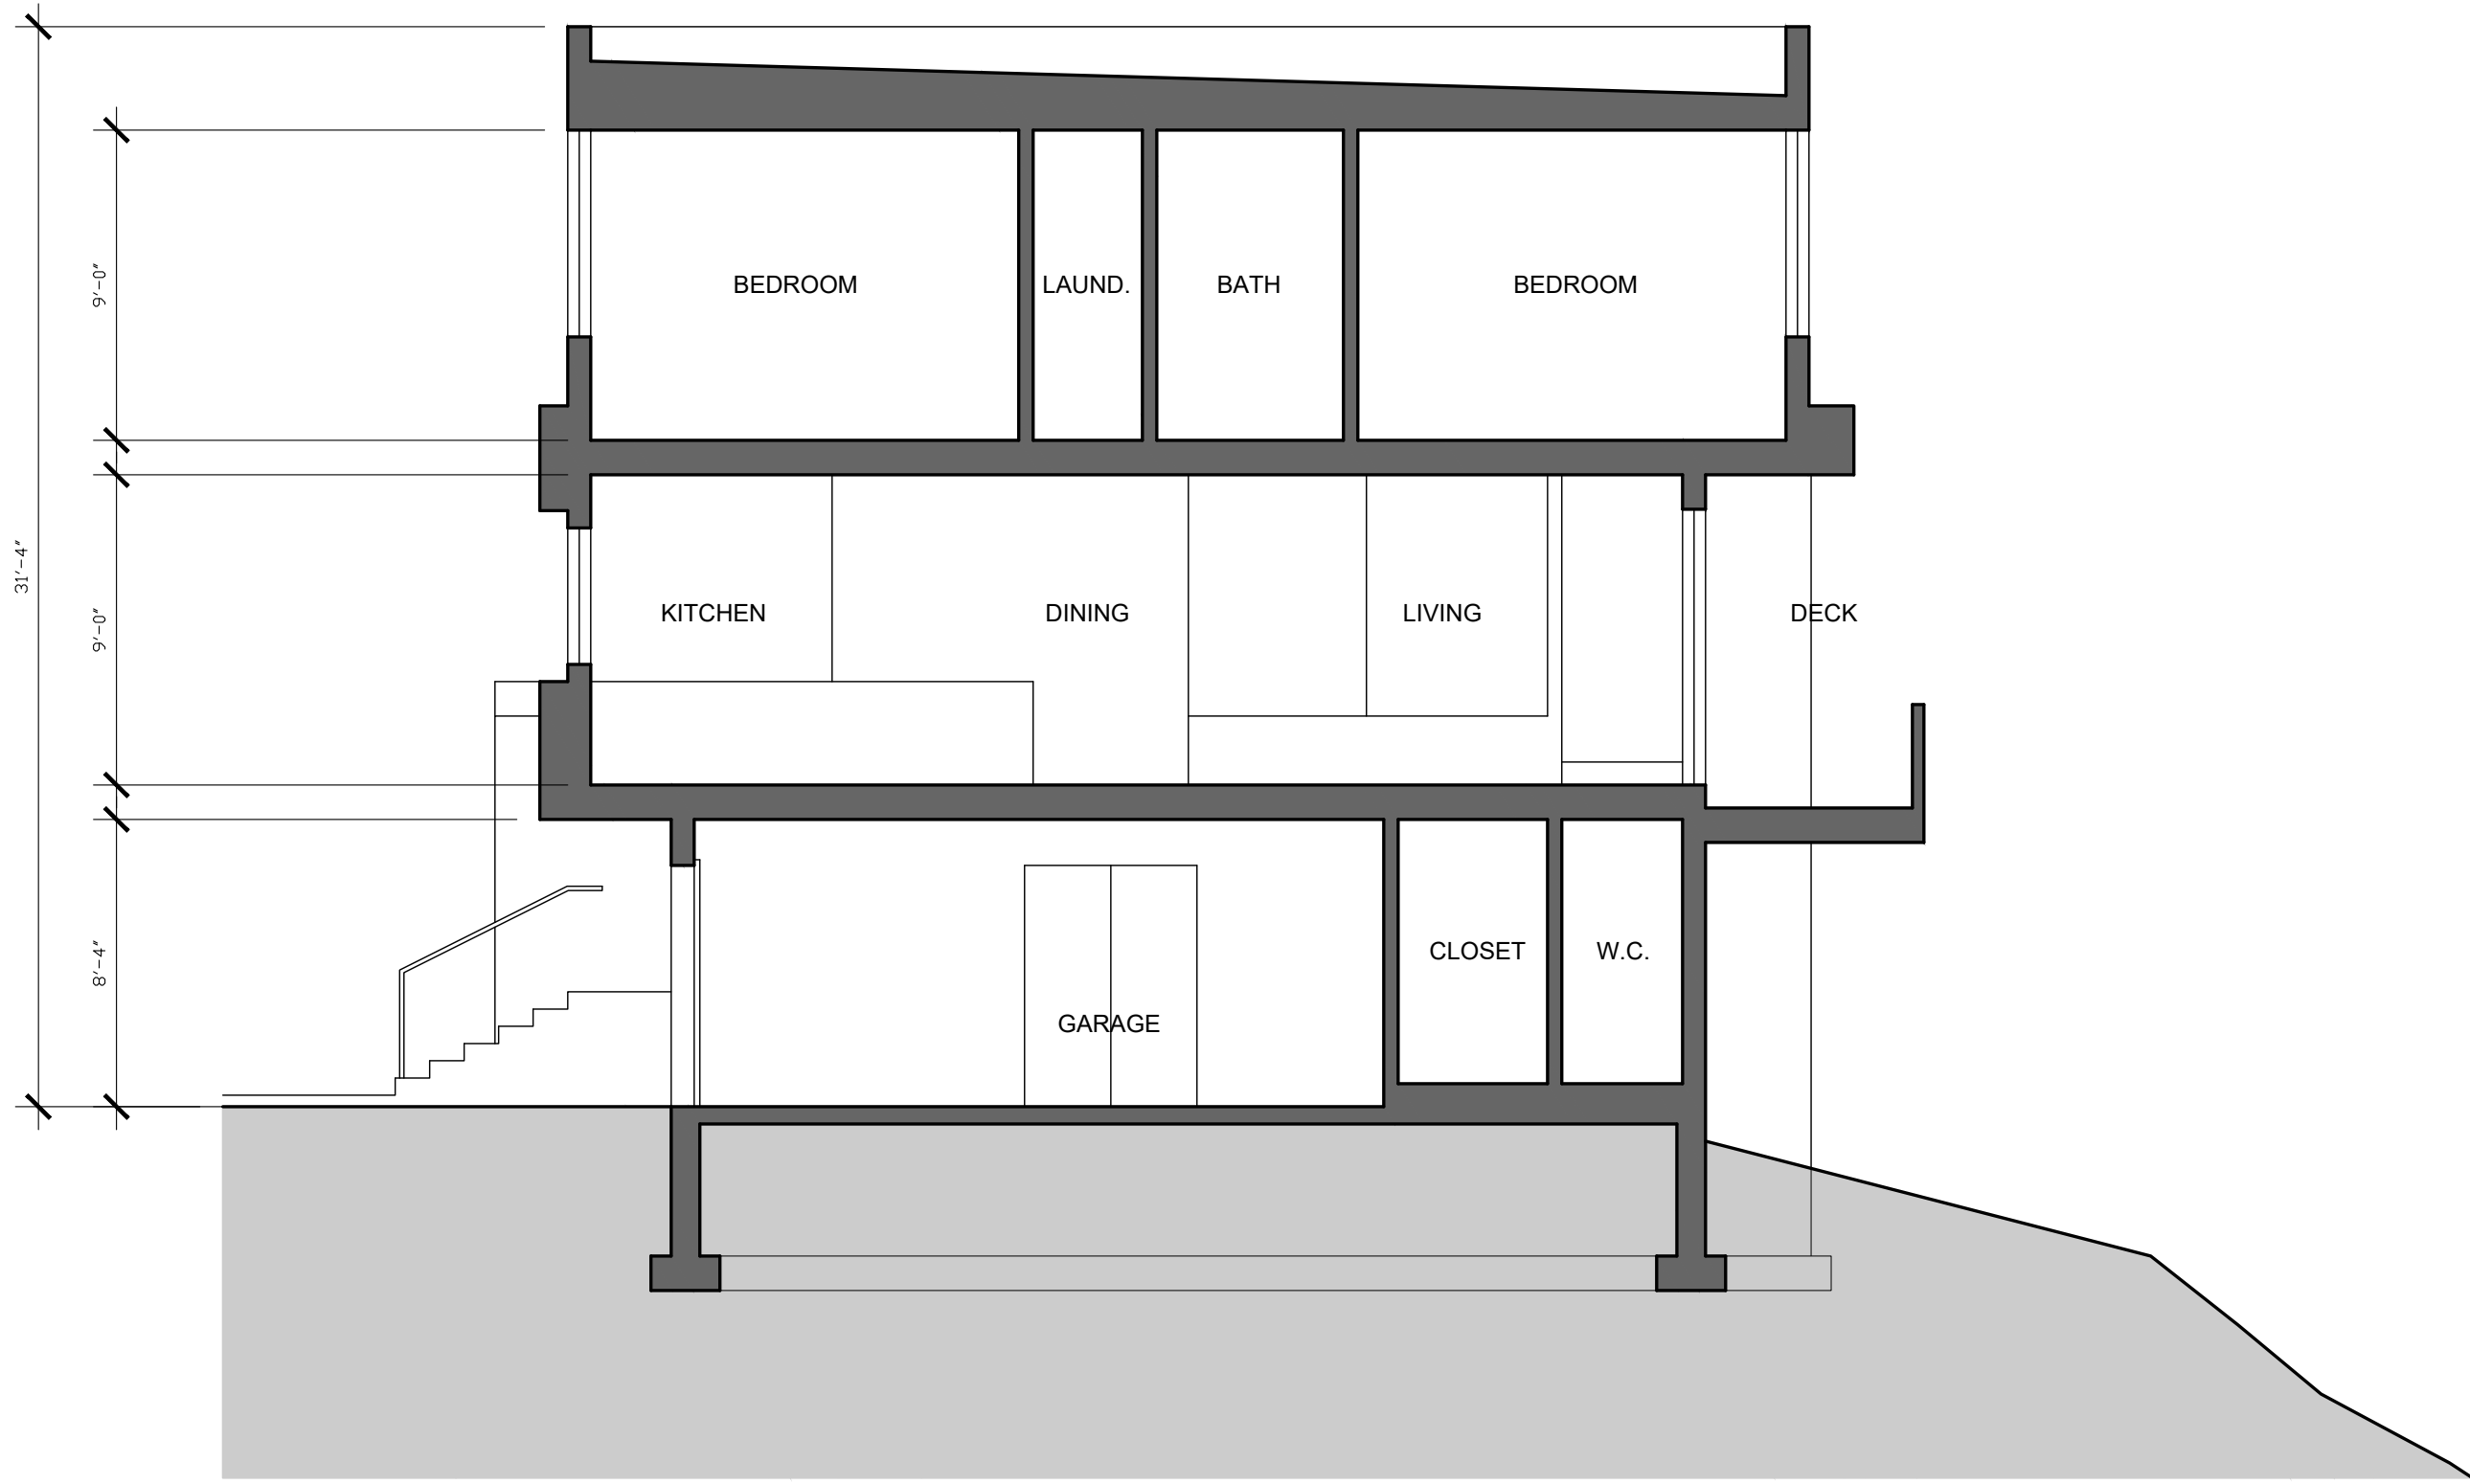 9'-0"
BEDROOM
LAUND.
BATH
BEDROOM
31'-4"
9'-0"
KITCHEN
DINING
LIVING
DECK
8'-4"
CLOSET
W.C.
GARAGE